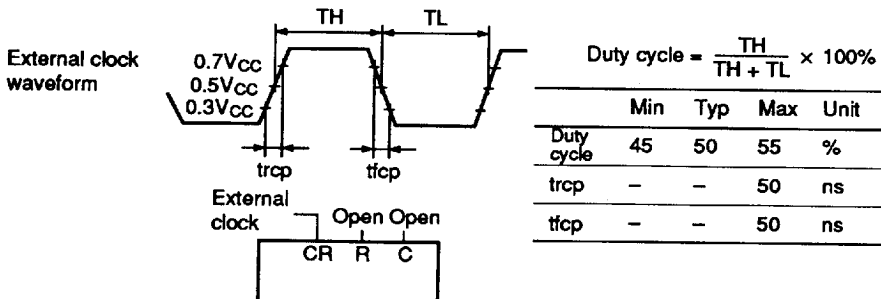 TH TL
External clock
waveform
0.7VCC
0.5VCC
0.3VCC
trcp tfcp
External
clock
Open Open
CR R C
Duty cycle = TH / TH + TL × 100%
Min Typ Max Unit
Duty cycle 45 50 55 %
trcp – – 50 ns
tfcp – – 50 ns